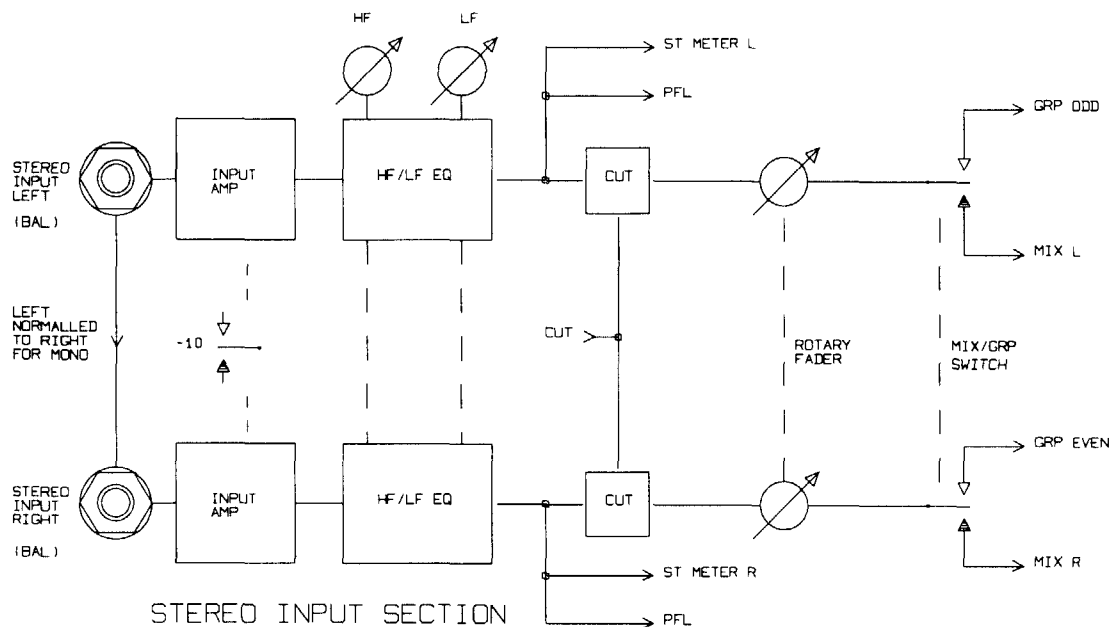 HF
LF
ST METER L
PFL
GRP ODD
STEREO
INPUT
LEFT
(BAL)
INPUT
AMP
HF/LF EQ
CUT
MIX L
LEFT
NORMALLED
TO RIGHT
FOR MONO
-10
CUT
ROTARY
FADER
MIX/GRP
SWITCH
GRP EVEN
STEREO
INPUT
RIGHT
(BAL)
INPUT
AMP
HF/LF EQ
CUT
MIX R
ST METER R
PFL
STEREO INPUT SECTION